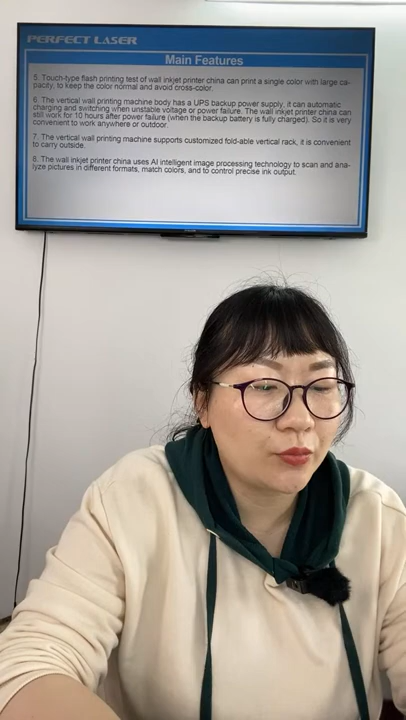 PERFECT LASER
Main Features
5. Touch-type flash printing test of wall inkjet printer china can print a single color with large ca-
pacity, to keep the color normal and avoid cross-color.
6. The vertical wall printing machine body has a UPS backup power supply, it can automatic
charging and switching when unstable voltage or power failure. The wall inkjet printer china can
still work for 10 hours after power failure (when the backup battery is fully charged). So it is very
convenient to work anywhere or outdoor.
7. The vertical wall printing machine supports customized fold-able vertical rack, it is convenient
to carry outside.
8. The wall inkjet printer china uses AI intelligent image processing technology to scan and ana-
lyze pictures in different formats, match colors, and to control precise ink output.